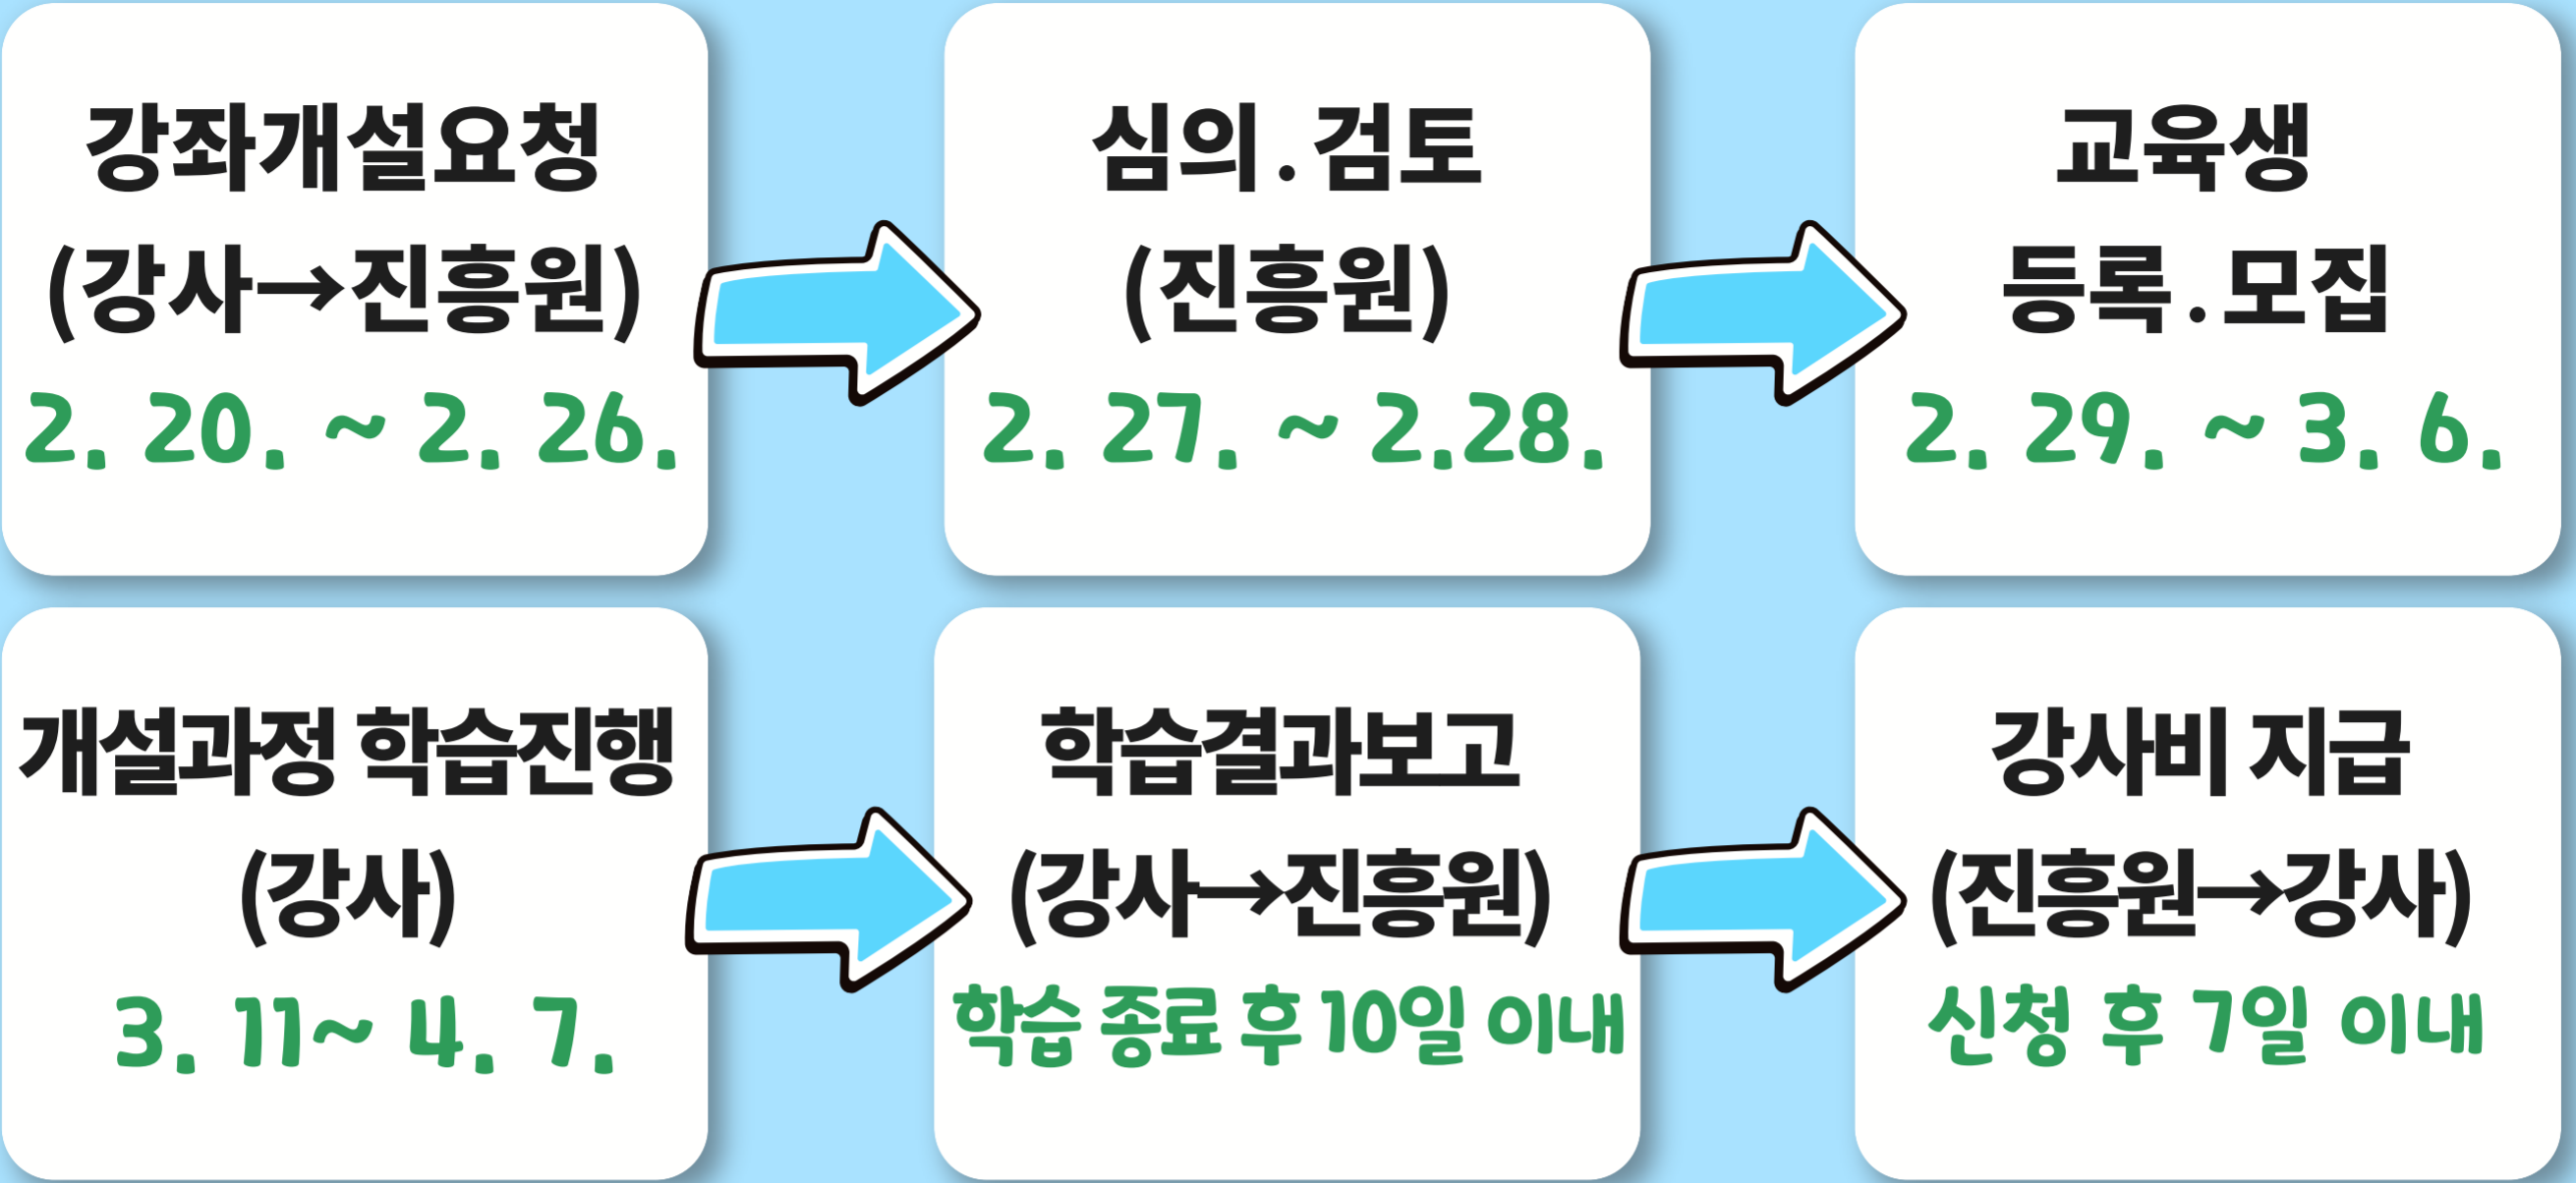 강좌개설요청
(강사→진흥원)
2. 20. ~ 2. 26.
심의.검토
(진흥원)
2. 27. ~ 2.28.
교육생
등록.모집
2. 29. ~ 3. 6.
개설과정 학습진행
(강사)
3. 11~ 4. 7.
학습결과보고
(강사→진흥원)
학습 종료 후 10일 이내
강사비 지급
(진흥원→강사)
신청 후 7일 이내